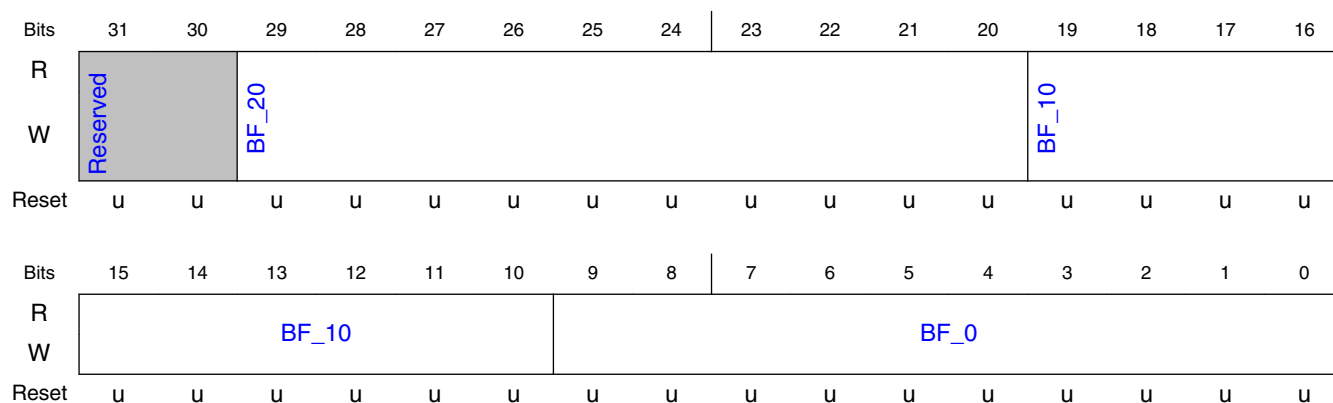 Bits 31 30 29 28 27 26 25 24 23 22 21 20 19 18 17 16
R
Reserved BF_20 BF_10
W
Reset u u u u u u u u u u u u u u u u
Bits 15 14 13 12 11 10 9 8 7 6 5 4 3 2 1 0
R
BF_10 BF_0
W
Reset u u u u u u u u u u u u u u u u